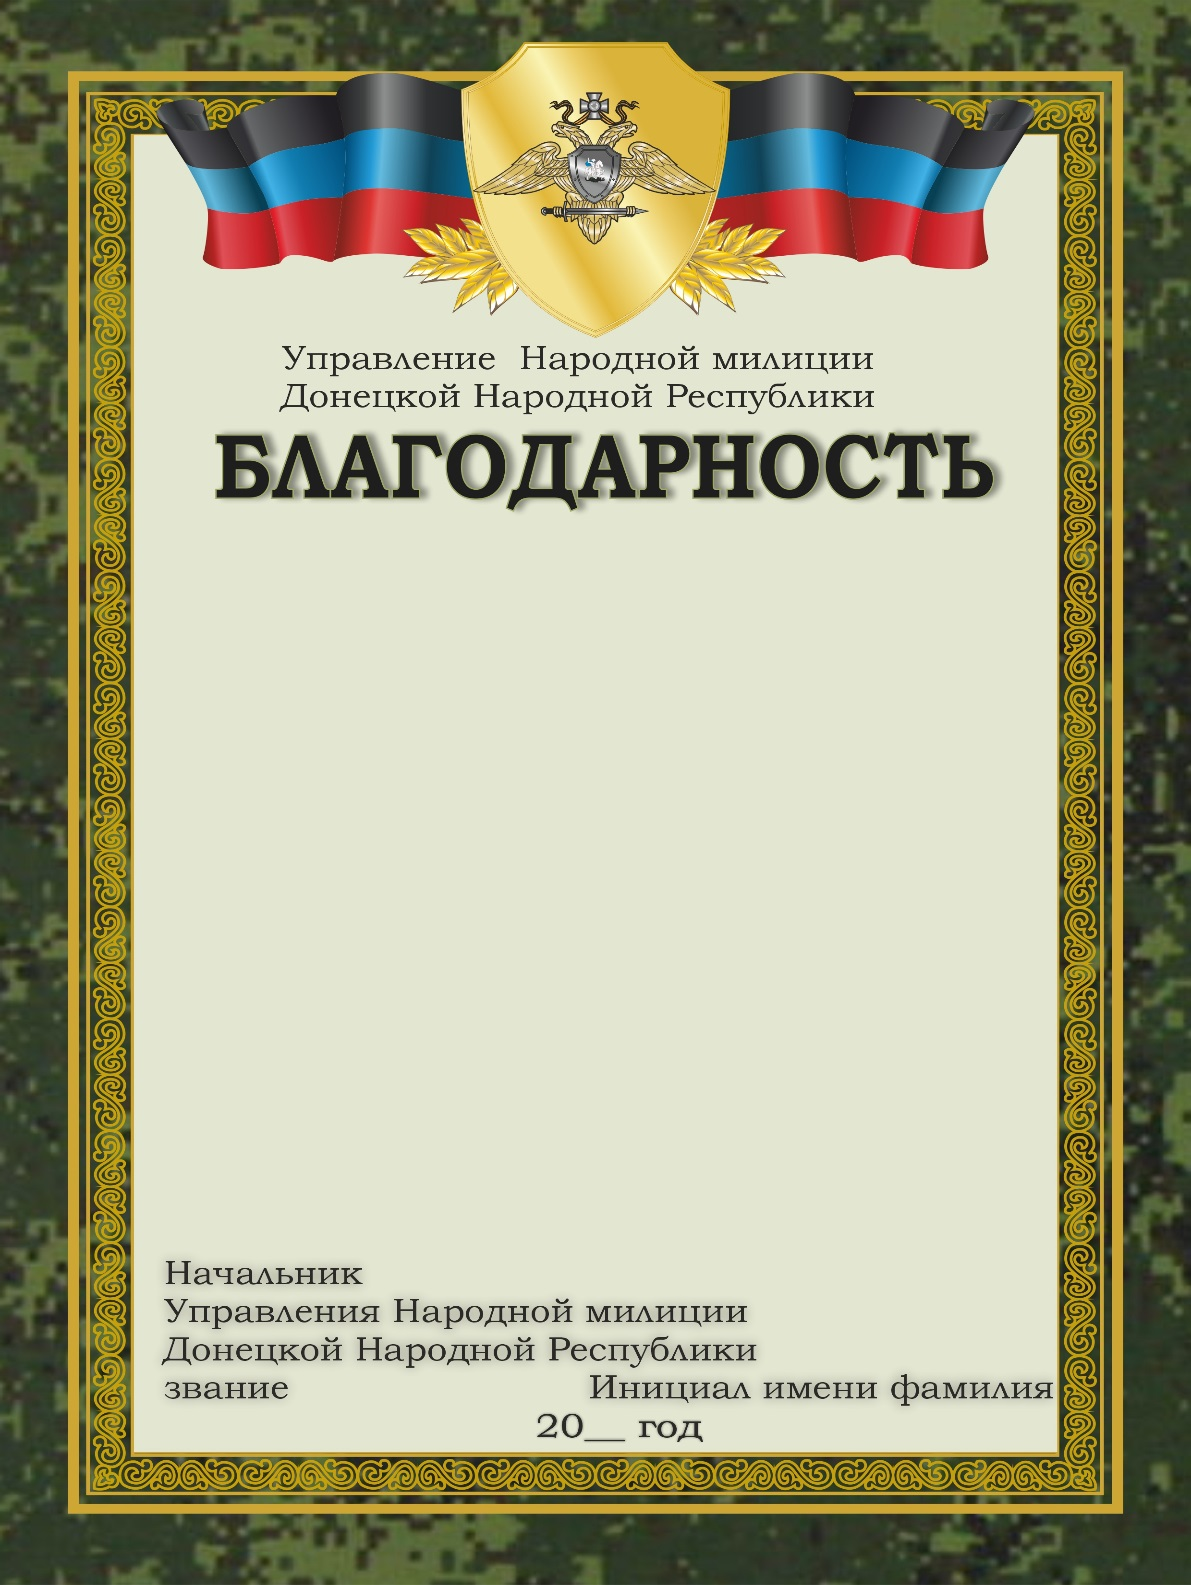 Управление Народной милиции
Донецкой Народной Республики
БЛАГОДАРНОСТЬ
Начальник
Управления Народной милиции
Донецкой Народной Республики
звание Инициал имени фамилия
20__ год